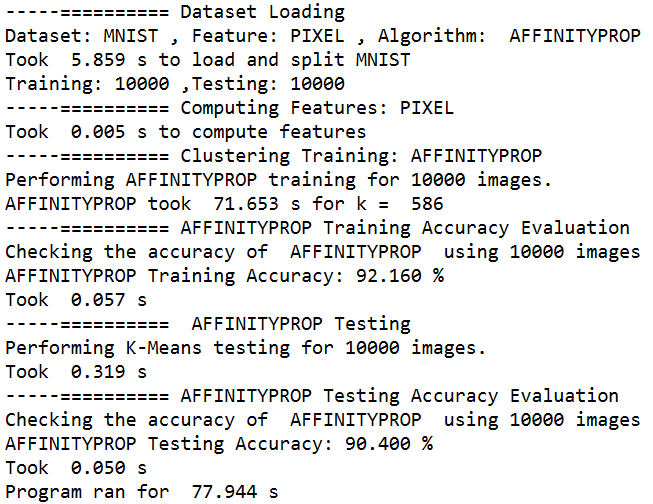 -----========== Dataset Loading
Dataset: MNIST , Feature: PIXEL , Algorithm:  AFFINITYPROP
Took  5.859 s to load and split MNIST
Training: 10000 ,Testing: 10000
-----========== Computing Features: PIXEL
Took  0.005 s to compute features
-----========== Clustering Training: AFFINITYPROP
Performing AFFINITYPROP training for 10000 images.
AFFINITYPROP took  71.653 s for k =  586
-----========== AFFINITYPROP Training Accuracy Evaluation
Checking the accuracy of  AFFINITYPROP  using 10000 images
AFFINITYPROP Training Accuracy: 92.160 %
Took  0.057 s
-----==========  AFFINITYPROP Testing
Performing K-Means testing for 10000 images.
Took  0.319 s
-----========== AFFINITYPROP Testing Accuracy Evaluation
Checking the accuracy of  AFFINITYPROP  using 10000 images
AFFINITYPROP Testing Accuracy: 90.400 %
Took  0.050 s
Program ran for  77.944 s